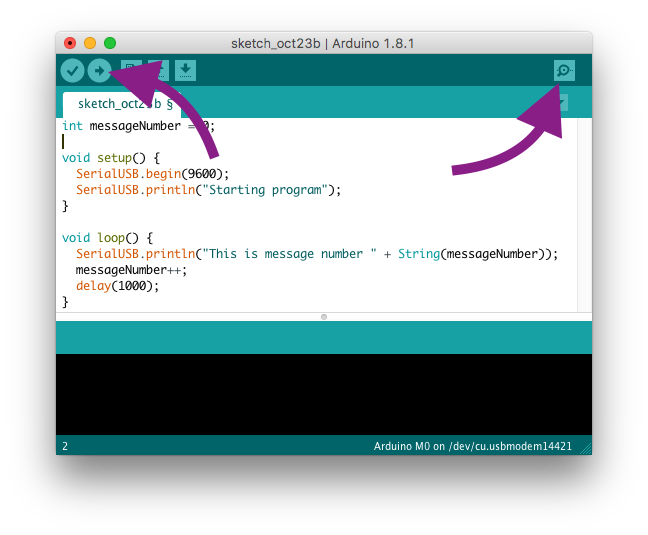 sketch_oct23b | Arduino 1.8.1
sketch_oct23b §
int messageNumber = 0;
void setup() {
SerialUSB.begin(9600);
SerialUSB.println("Starting program");
}
void loop() {
SerialUSB.println("This is message number " + String(messageNumber));
messageNumber++;
delay(1000);
}
2
Arduino M0 on /dev/cu.usbmodem14421